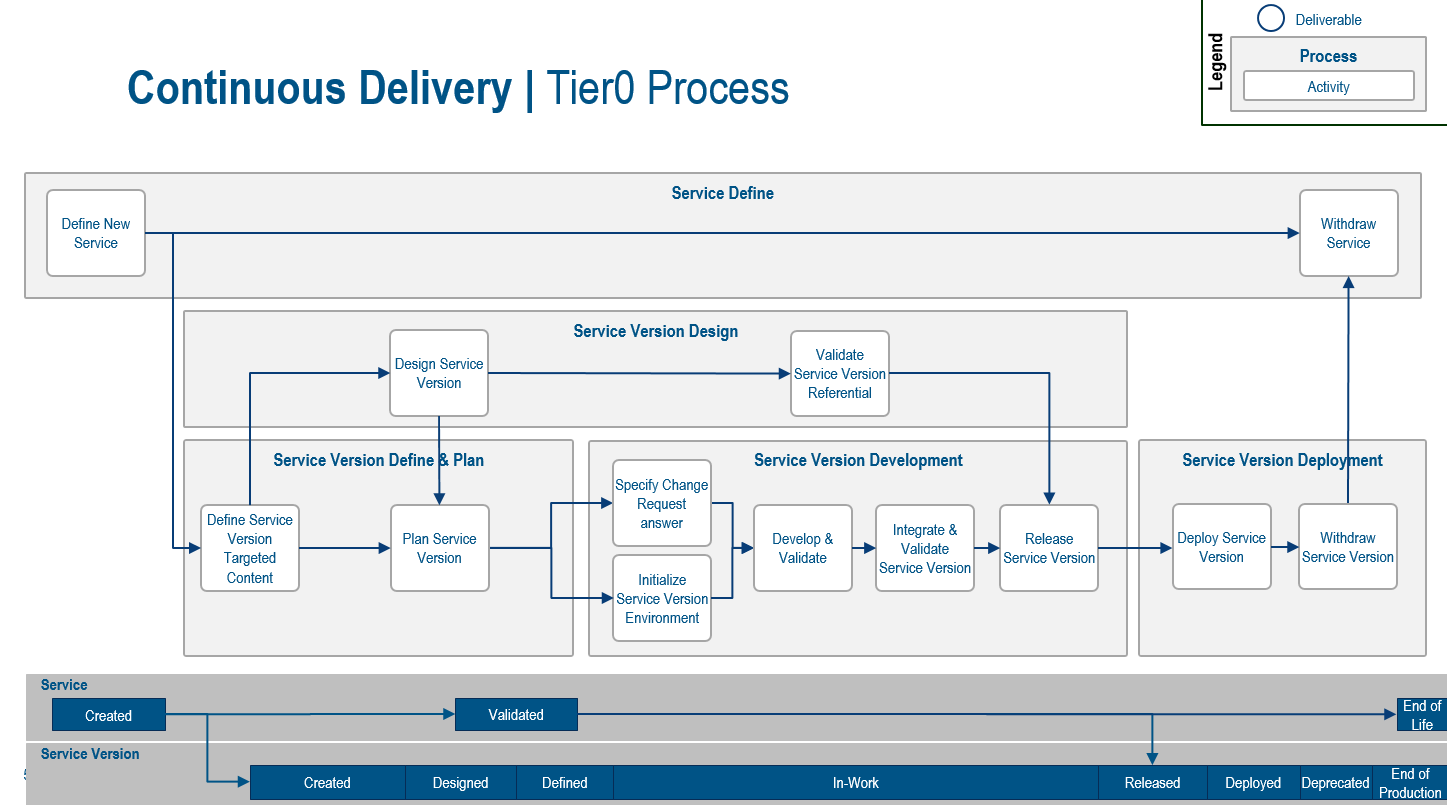 Deliverable
Legend
Process
Activity
Continuous Delivery | Tier0 Process
Service Define
Define New
Service
Withdraw
Service
Service Version Design
Design Service
Version
Validate
Service Version
Referential
Service Version Define & Plan
Define Service
Version
Targeted
Content
Plan Service
Version
Service Version Development
Specify Change
Request
answer
Initialize
Service Version
Environment
Develop &
Validate
Integrate &
Validate
Service Version
Release
Service Version
Service Version Deployment
Deploy Service
Version
Withdraw
Service Version
Service
Created
Validated
End of
Life
Service Version
Created
Designed
Defined
In-Work
Released
Deployed
Deprecated
End of
Production